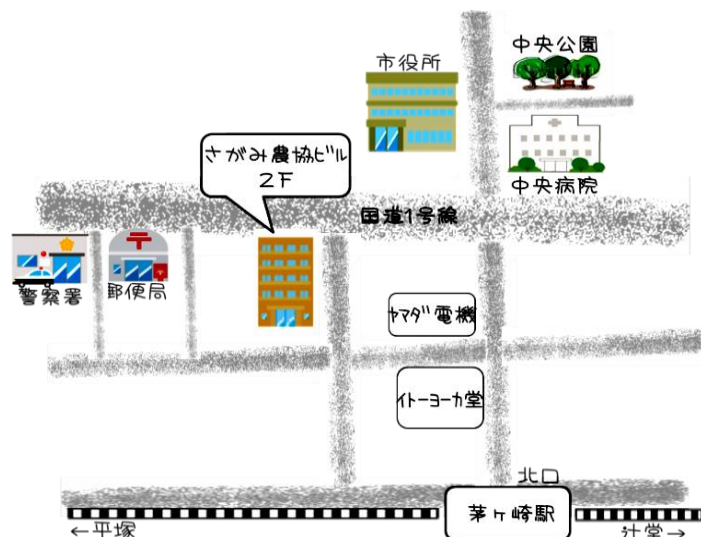 中央公園
市役所
さがみ農協ビル
2F
中央病院
国道1号線
警察署
郵便局
ヤマダ電機
イトーヨーカ堂
北口
茅ヶ崎駅
←平塚
辻堂→